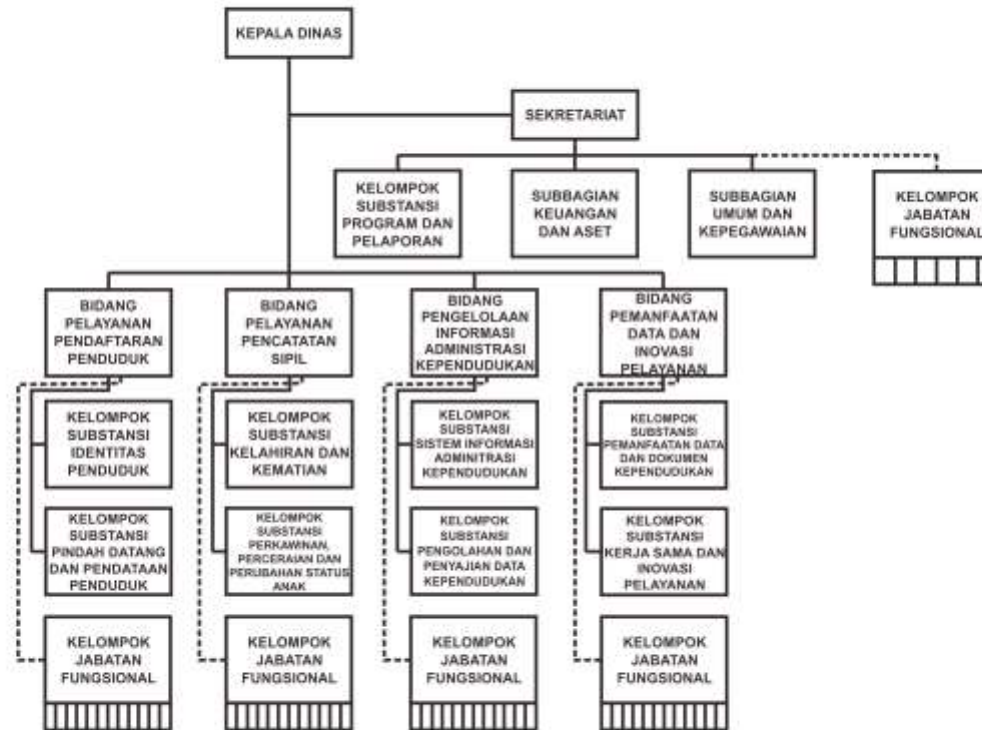 KEPALA DINAS
SEKRETARIAT
KELOMPOK
SUBSTANSI
PROGRAM DAN
PELAPORAN
SUBBAGIAN
KEUANGAN
DAN ASET
SUBBAGIAN
UMUM DAN
KEPEGAWAIAN
KELOMPOK
JABATAN
FUNGSIONAL
BIDANG
PELAYANAN
PENDAFTARAN
PENDUDUK
BIDANG
PELAYANAN
PENCATATAN
SIPIL
BIDANG
PENGELOLAAN
INFORMASI
ADMINISTRASI
KEPENDUDUKAN
BIDANG
PEMANFAATAN
DATA DAN
INOVASI
PELAYANAN
KELOMPOK
SUBSTANSI
IDENTITAS
PENDUDUK
KELOMPOK
SUBSTANSI
KELAHIRAN DAN
KEMATIAN
KELOMPOK
SUBSTANSI
SISTEM INFORMASI
ADMINITRASI
KEPENDUDUKAN
KELOMPOK
SUBSTANSI
PEMANFAATAN DATA
DAN DOKUMEN
KEPENDUDUKAN
KELOMPOK
SUBSTANSI
PINDAH DATANG
DAN PENDATAAN
PENDUDUK
KELOMPOK
SUBSTANSI
PERKAWINAN,
PERCERAIAN DAN
PERUBAHAN STATUS
ANAK
KELOMPOK
SUBSTANSI
PENGOLAHAN DAN
PENYAJIAN DATA
KEPENDUDUKAN
KELOMPOK
SUBSTANSI
KERJA SAMA DAN
INOVASI
PELAYANAN
KELOMPOK
JABATAN
FUNGSIONAL
KELOMPOK
JABATAN
FUNGSIONAL
KELOMPOK
JABATAN
FUNGSIONAL
KELOMPOK
JABATAN
FUNGSIONAL